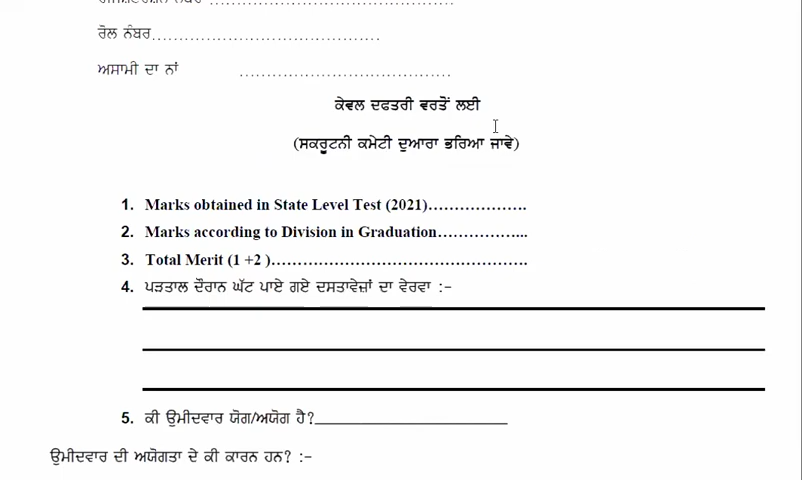 ਰੋਲ ਨੰਬਰ.......................................
ਅਸਾਮੀ ਦਾ ਨਾਂ ....................................
ਕੇਵਲ ਦਫਤਰੀ ਵਰਤੋਂ ਲਈ
(ਸਕਰੂਟਨੀ ਕਮੇਟੀ ਦੁਆਰਾ ਭਰਿਆ ਜਾਵੇ)
1. Marks obtained in State Level Test (2021)……………….
2. Marks according to Division in Graduation……………...
3. Total Merit (1 +2 )…………………………………………….
4. ਪੜਤਾਲ ਦੌਰਾਨ ਘੱਟ ਪਾਏ ਗਏ ਦਸਤਾਵੇਜ਼ਾਂ ਦਾ ਵੇਰਵਾ :-
5. ਕੀ ਉਮੀਦਵਾਰ ਯੋਗ/ਅਯੋਗ ਹੈ?
ਉਮੀਦਵਾਰ ਦੀ ਅਯੋਗਤਾ ਦੇ ਕੀ ਕਾਰਨ ਹਨ? :-